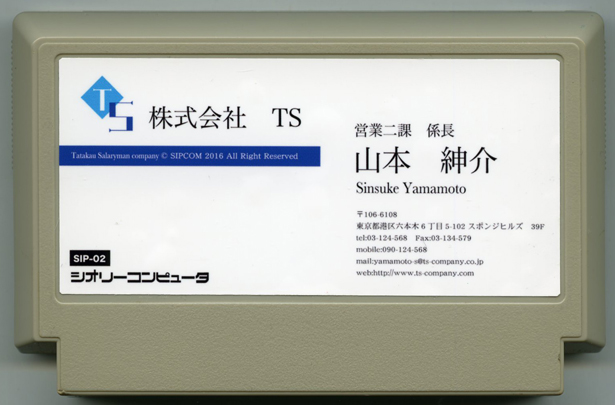 TS
株式会社　TS
Tatakau Salaryman company © SIPCOM 2016 All Right Reserved
営業二課　係長
山本　紳介
Sinsuke Yamamoto
〒106-6108
東京都港区六本木６丁目5-102 スポンジヒルズ　39F
tel:03-124-568　Fax:03-134-579
mobile:090-124-568
mail:yamamoto-s@ts-company.co.jp
web:http://www.ts-company.com
SIP-02
シオリーコンピュータ